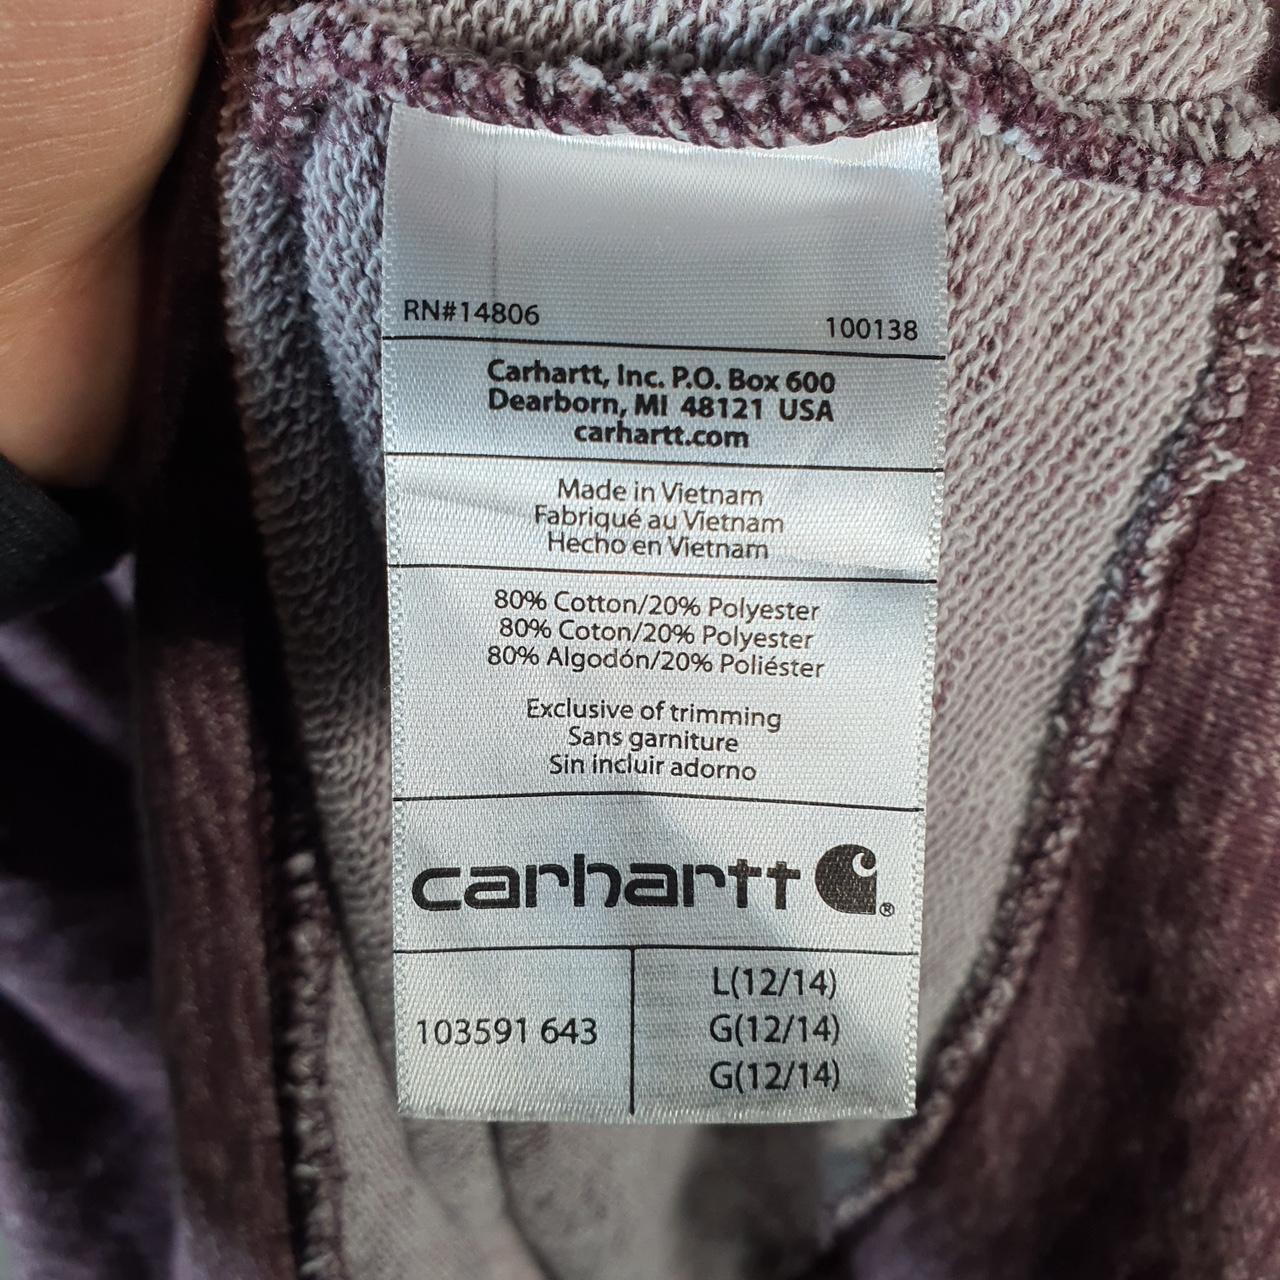 RN#14806
100138
Carhartt, Inc. P.O. Box 600
Dearborn, MI 48121 USA
carhartt.com
Made in Vietnam
Fabriqué au Vietnam
Hecho en Vietnam
80% Cotton/20% Polyester
80% Coton/20% Polyester
80% Algodón/20% Poliéster
Exclusive of trimming
Sans garniture
Sin incluir adorno
carhartt ®
103591 643
L(12/14)
G(12/14)
G(12/14)